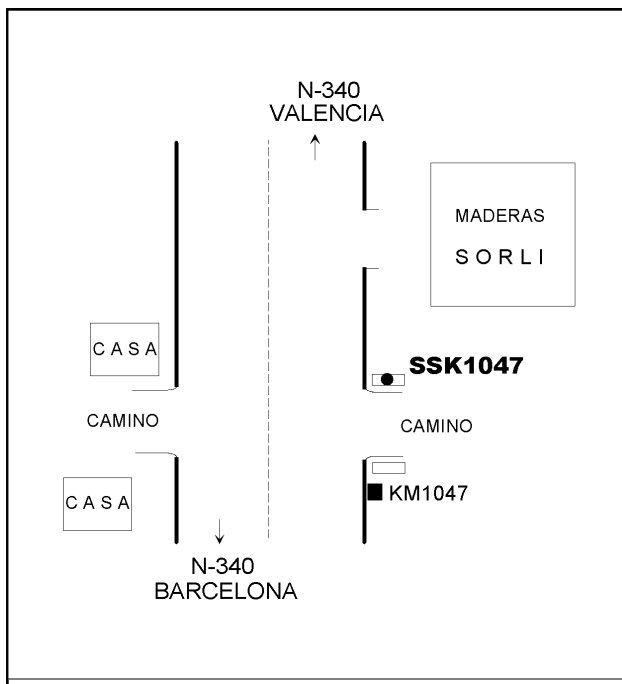 N-340
VALENCIA
MADERAS
SORLI
CASA
SSK1047
CAMINO
CAMINO
CASA
KM1047
N-340
BARCELONA